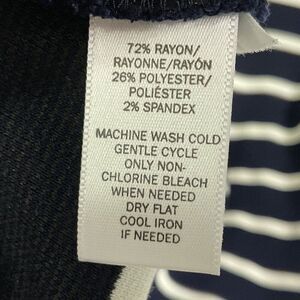 72% RAYON/
RAYONNE/RAYÓN
26% POLYESTER/
POLIÉSTER
2% SPANDEX
MACHINE WASH COLD
GENTLE CYCLE
ONLY NON-
CHLORINE BLEACH
WHEN NEEDED
DRY FLAT
COOL IRON
IF NEEDED